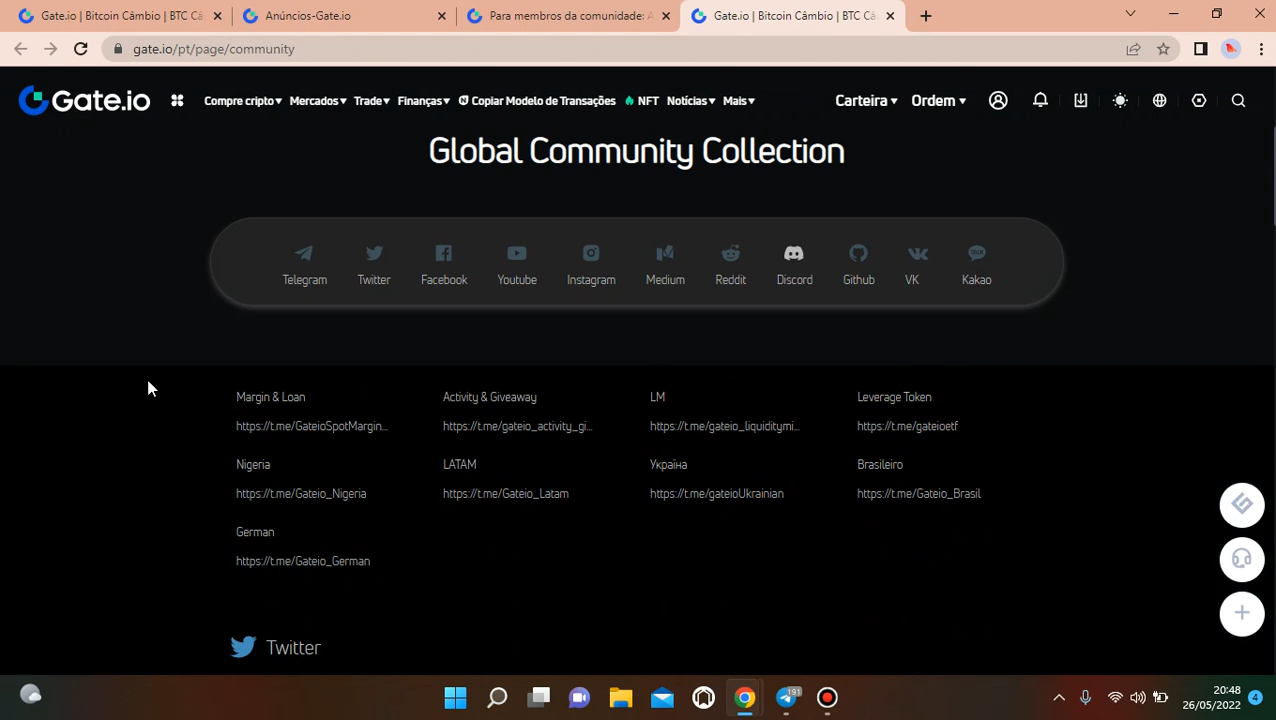 Gate.io | Bitcoin Câmbio | BTC Câ
Anúncios-Gate.io
Para membros da comunidade: A
Gate.io | Bitcoin Câmbio | BTC Câ
gate.io/pt/page/community
Gate.io
Compre cripto
Mercados
Trade
Finanças
Copiar Modelo de Transações
NFT
Notícias
Mais
Carteira
Ordem
Global Community Collection
Telegram
Twitter
Facebook
Youtube
Instagram
Medium
Reddit
Discord
Github
VK
Kakao
Margin & Loan
Activity & Giveaway
LM
Leverage Token
https://t.me/GateioSpotMargin...
https://t.me/gateio_activity_gi...
https://t.me/gateio_liquiditymi...
https://t.me/gateioetf
Nigeria
LATAM
Україна
Brasileiro
https://t.me/Gateio_Nigeria
https://t.me/Gateio_Latam
https://t.me/gateioUkrainian
https://t.me/Gateio_Brasil
German
https://t.me/Gateio_German
Twitter
191
20:48
26/05/2022
4